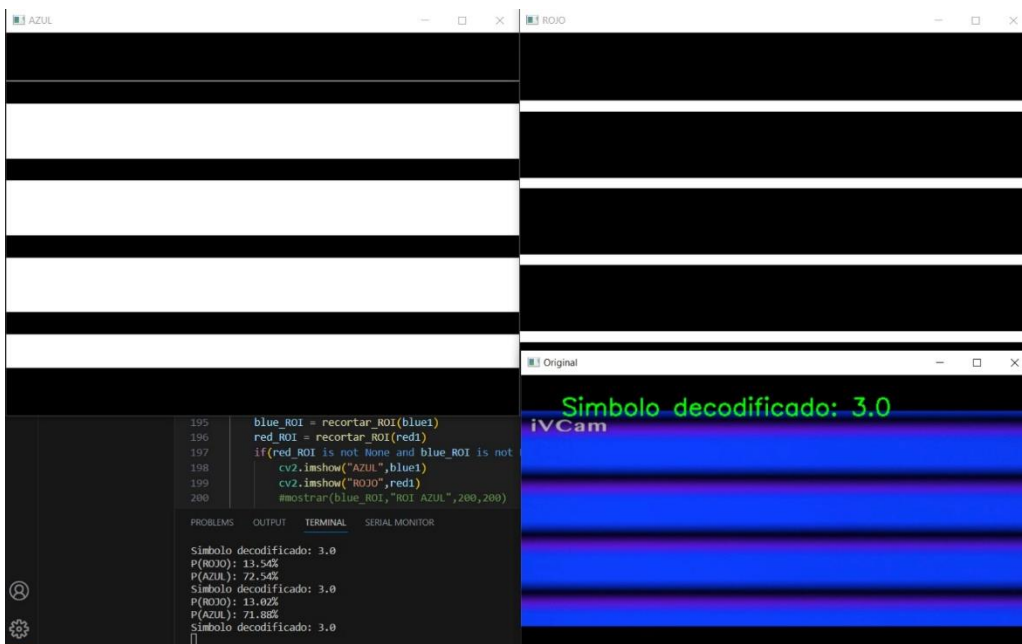 AZUL
ROJO
Original
Simbolo decodificado: 3.0
iVCam
195 blue_ROI = recortar_ROI(blue1)
196 red_ROI = recortar_ROI(red1)
197 if(red_ROI is not None and blue_ROI is not
198 cv2.imshow("AZUL",blue1)
199 cv2.imshow("ROJO",red1)
200 #mostrar(blue_ROI,"ROI AZUL",200,200)
PROBLEMS OUTPUT TERMINAL SERIAL MONITOR
Simbolo decodificado: 3.0
P(ROJO): 13.54%
P(AZUL): 72.54%
Simbolo decodificado: 3.0
P(ROJO): 13.02%
P(AZUL): 71.88%
Simbolo decodificado: 3.0